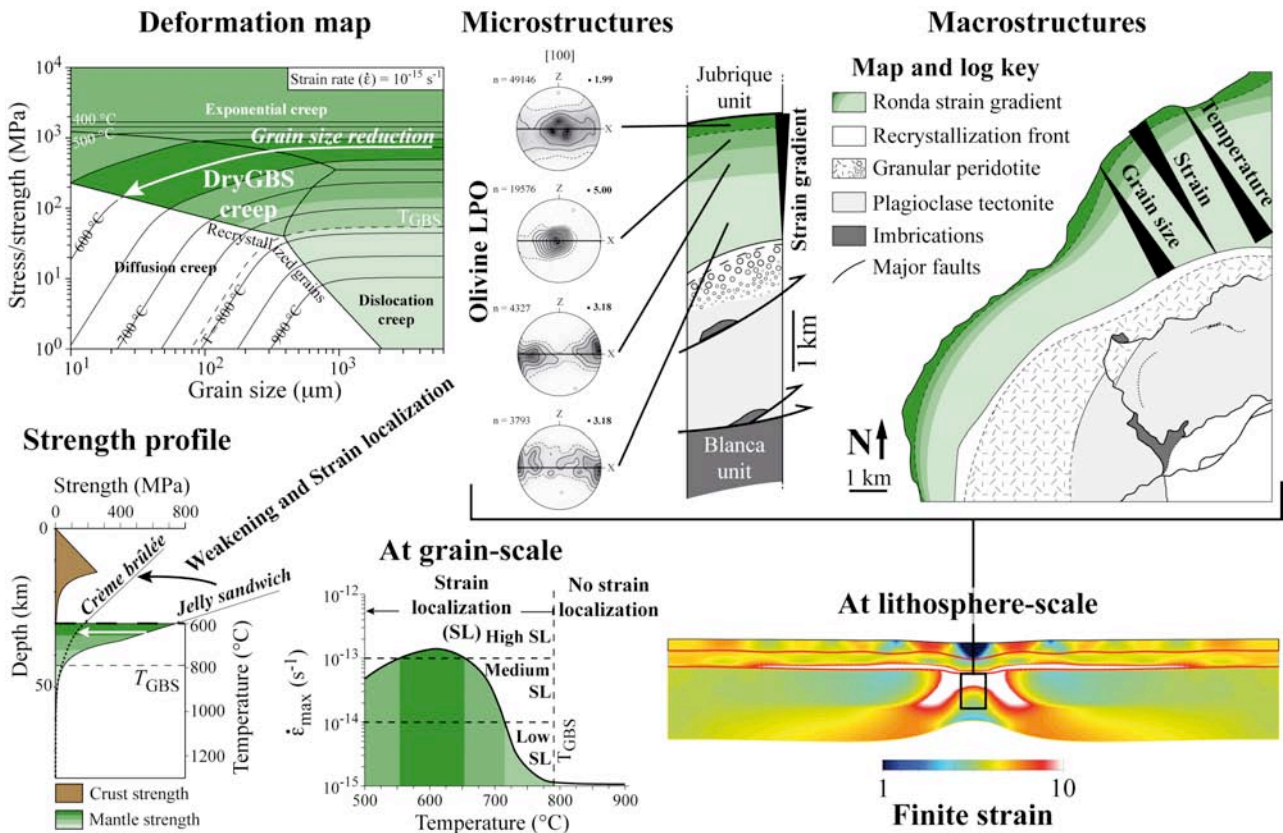 Deformation map
Strain rate (ε̇) = 10⁻¹⁵ s⁻¹
Exponential creep
400 °C
500 °C
Grain size reduction
DryGBS
creep
TGBS
Recrystallized grains
600 °C
Diffusion creep
700 °C
T = 800 °C
900 °C
Dislocation
creep
10⁴
10³
10²
10¹
10⁰
Stress/strength (MPa)
10¹
10²
10³
Grain size (μm)
Microstructures
[100]
Olivine LPO
n = 49146
Z
• 1.99
X
n = 19576
Z
• 5.00
X
n = 4327
Z
• 3.18
X
n = 3793
Z
• 3.18
X
Jubrique
unit
Strain gradient
1 km
Blanca
unit
Macrostructures
Map and log key
Ronda strain gradient
Recrystallization front
Granular peridotite
Plagioclase tectonite
Imbrications
Major faults
Temperature
Strain
Grain size
N
1 km
Weakening and Strain localization
Strength profile
Strength (MPa)
0
400
800
0
50
Depth (km)
Crème brûlée
Jelly sandwich
TGBS
600
800
1000
1200
Temperature (°C)
Crust strength
Mantle strength
At grain-scale
Strain
localization
(SL)
No strain
localization
High SL
Medium
SL
Low
SL
TGBS
10⁻¹²
10⁻¹³
10⁻¹⁴
10⁻¹⁵
ε̇max (s⁻¹)
500
600
700
800
900
Temperature (°C)
At lithosphere-scale
1
10
Finite strain